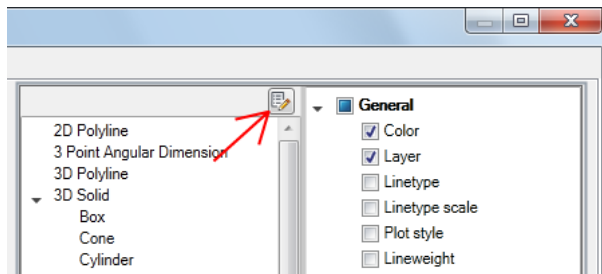 2D Polyline
3 Point Angular Dimension
3D Polyline
3D Solid
Box
Cone
Cylinder
General
Color
Layer
Linetype
Linetype scale
Plot style
Lineweight